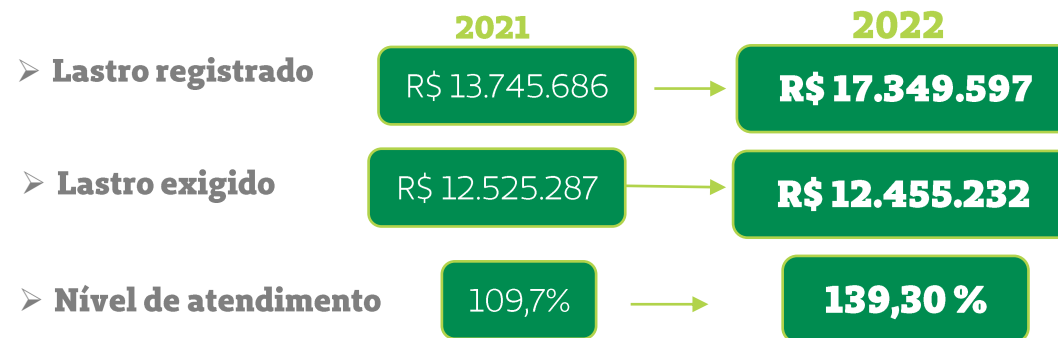 2021 2022
➢ Lastro registrado R$ 13.745.686 R$ 17.349.597
➢ Lastro exigido R$ 12.525.287 R$ 12.455.232
➢ Nível de atendimento 109,7% 139,30 %